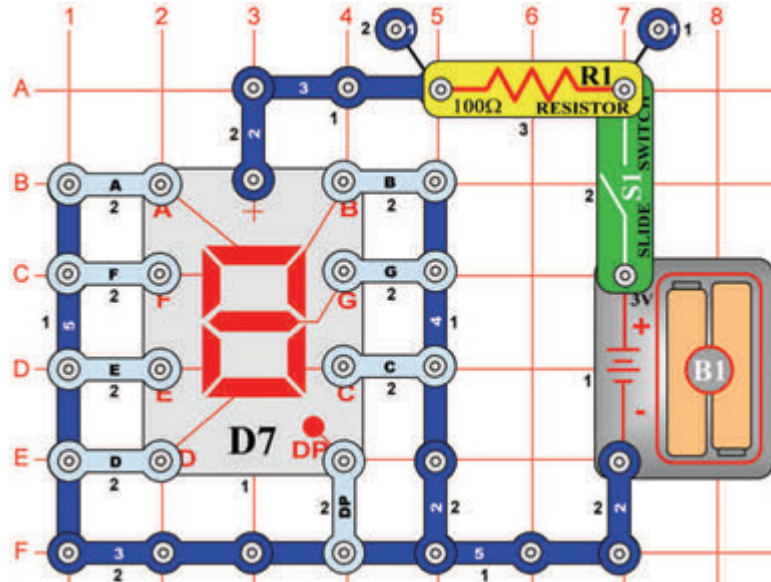 1 2 3 4 5 6 7 8
2 1 1 1
A 3 R1
100Ω RESISTOR
1 3
2 2
B A 2 + A B B 2
2 S1 SLIDE SWITCH
C F 2 F G G 2
3V
1 5 4 1
+
D E 2 E C C 2
1 B1
-
D7
DP
E D 2 D
1 2 DP 2 2 2 2
F 3 5
2 1